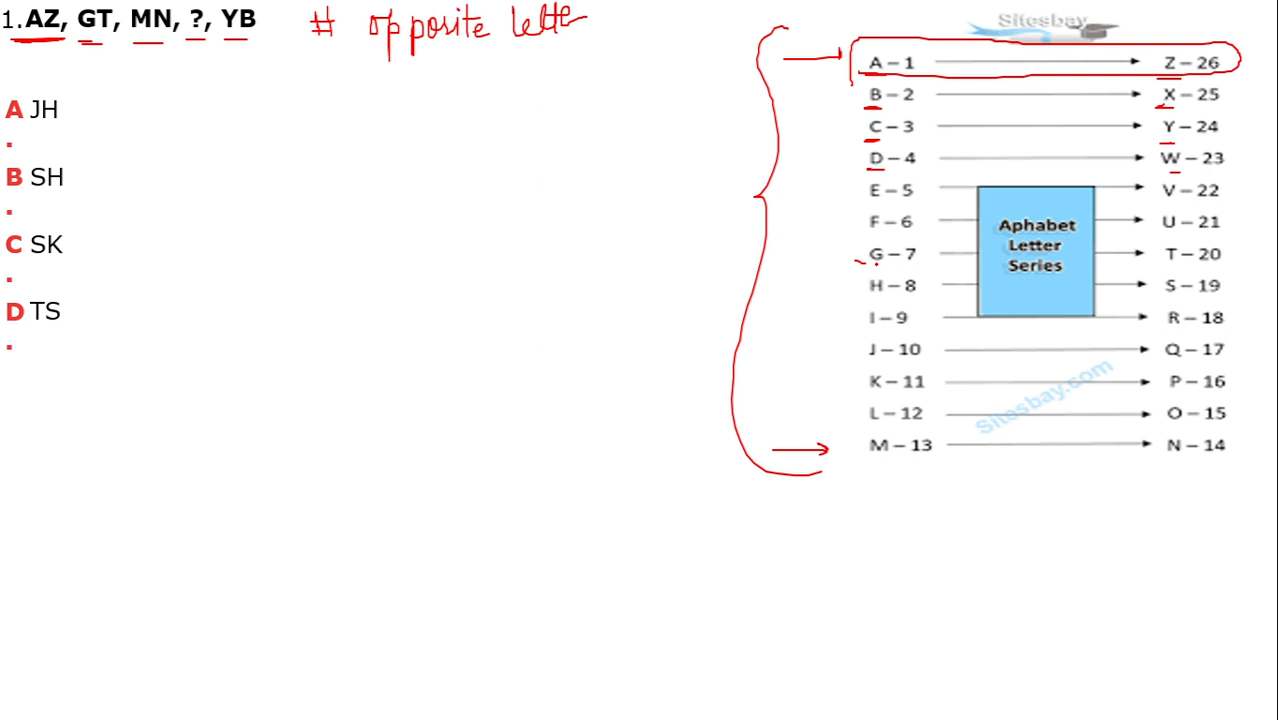 1. AZ, GT, MN, ?, YB
# opposite letter
A JH
.
B SH
.
C SK
.
D TS
.
Sitesbay
A – 1 Z – 26
B – 2 X – 25
C – 3 Y – 24
D – 4 W – 23
E – 5 V – 22
F – 6 U – 21
G – 7 T – 20
H – 8 S – 19
I – 9 R – 18
J – 10 Q – 17
K – 11 P – 16
L – 12 O – 15
M – 13 N – 14
Aphabet
Letter
Series
Sitesbay.com